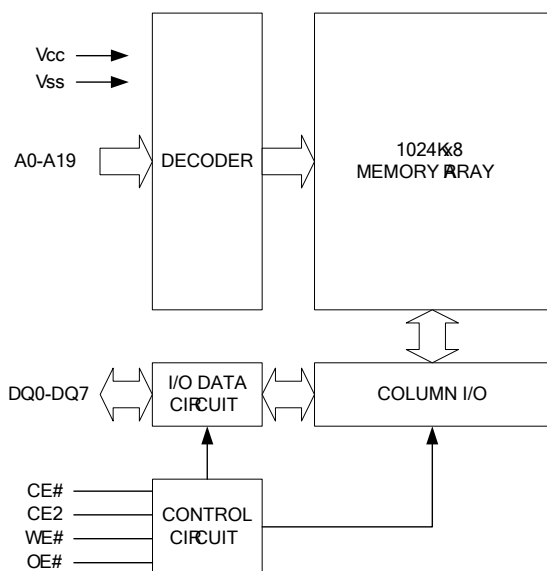 Vcc
Vss
A0-A19
DECODER
1024Kx8
MEMORY ARRAY
DQ0-DQ7
I/O DATA
CIRCUIT
COLUMN I/O
CE#
CE2
WE#
OE#
CONTROL
CIRCUIT